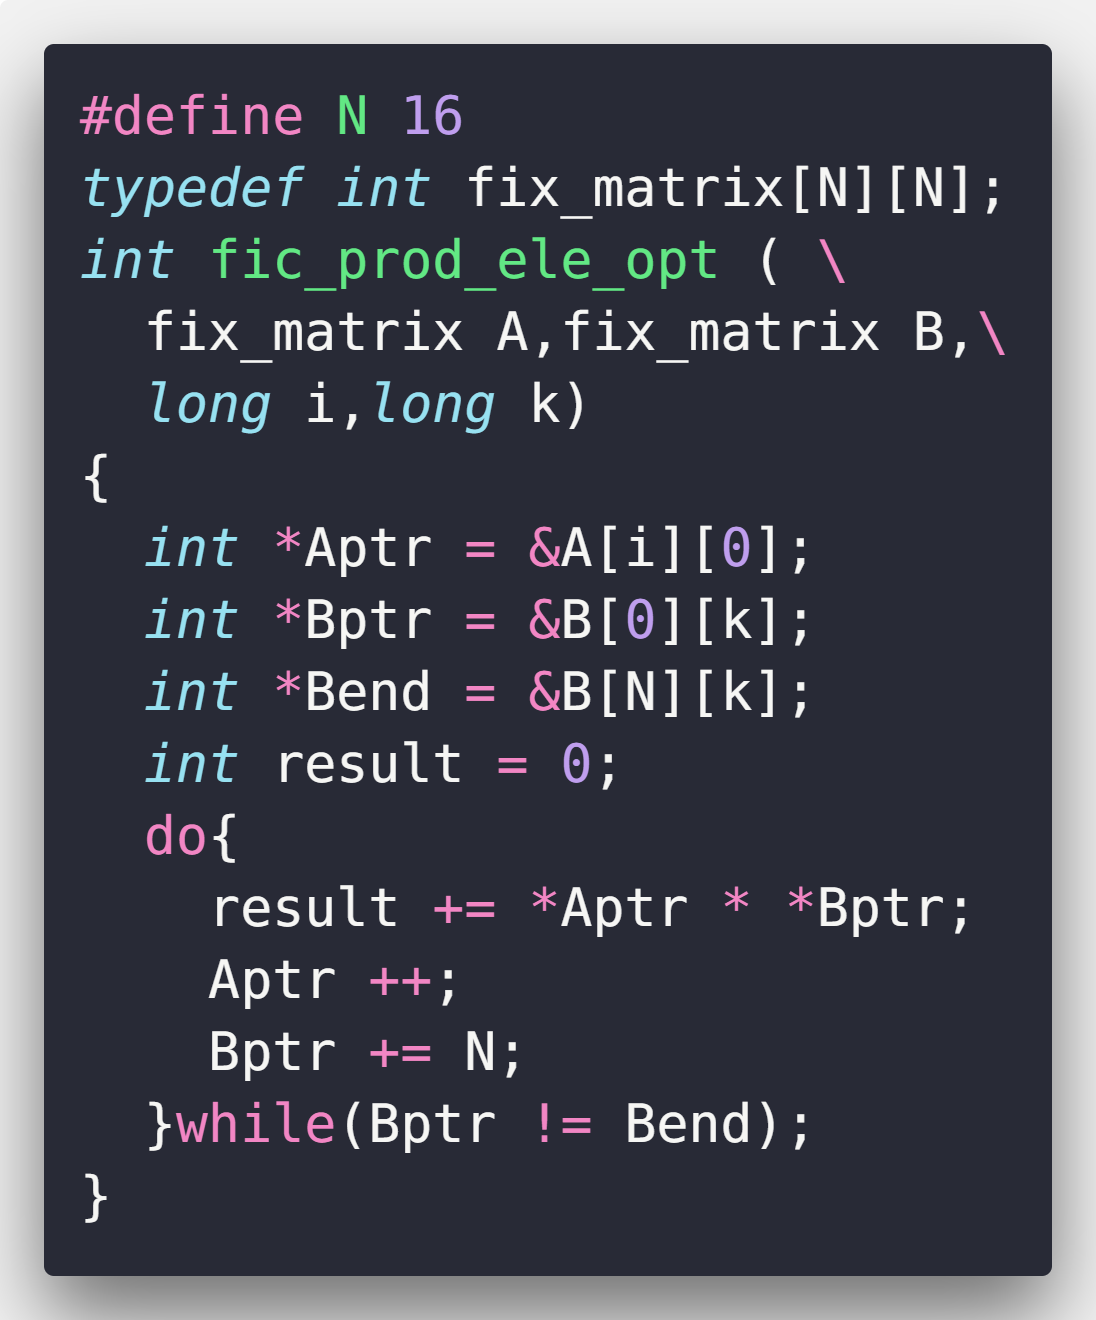 #define N 16
typedef int fix_matrix[N][N];
int fic_prod_ele_opt ( \
  fix_matrix A,fix_matrix B,\
  long i,long k)
{
  int *Aptr = &A[i][0];
  int *Bptr = &B[0][k];
  int *Bend = &B[N][k];
  int result = 0;
  do{
    result += *Aptr * *Bptr;
    Aptr ++;
    Bptr += N;
  }while(Bptr != Bend);
}